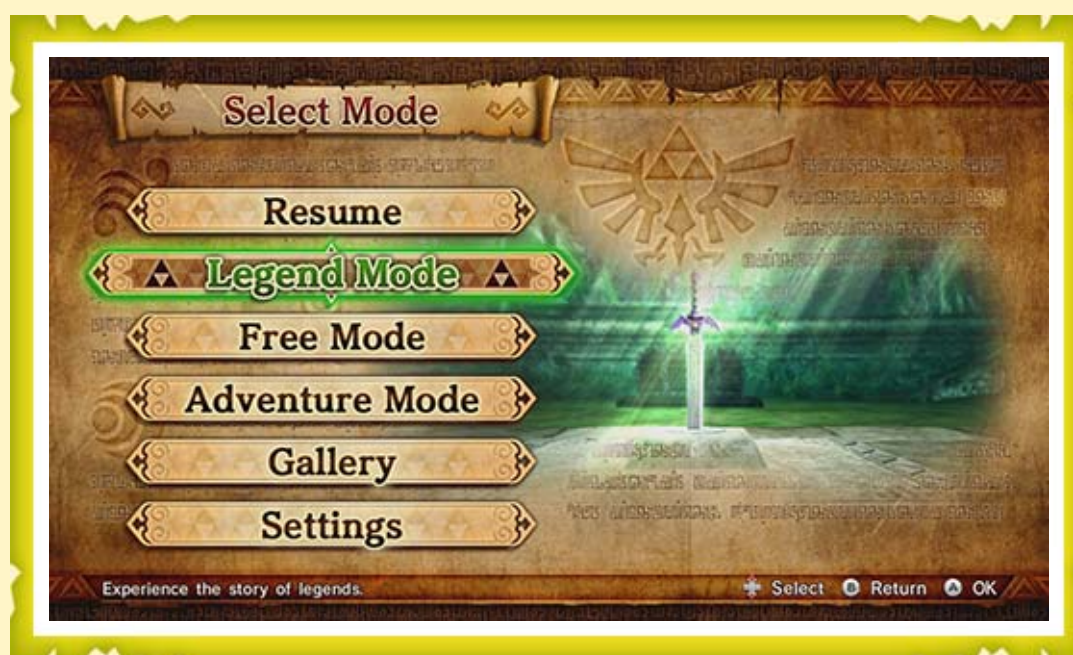 Select Mode
Resume
Legend Mode
Free Mode
Adventure Mode
Gallery
Settings
Experience the story of legends.
Select B Return A OK